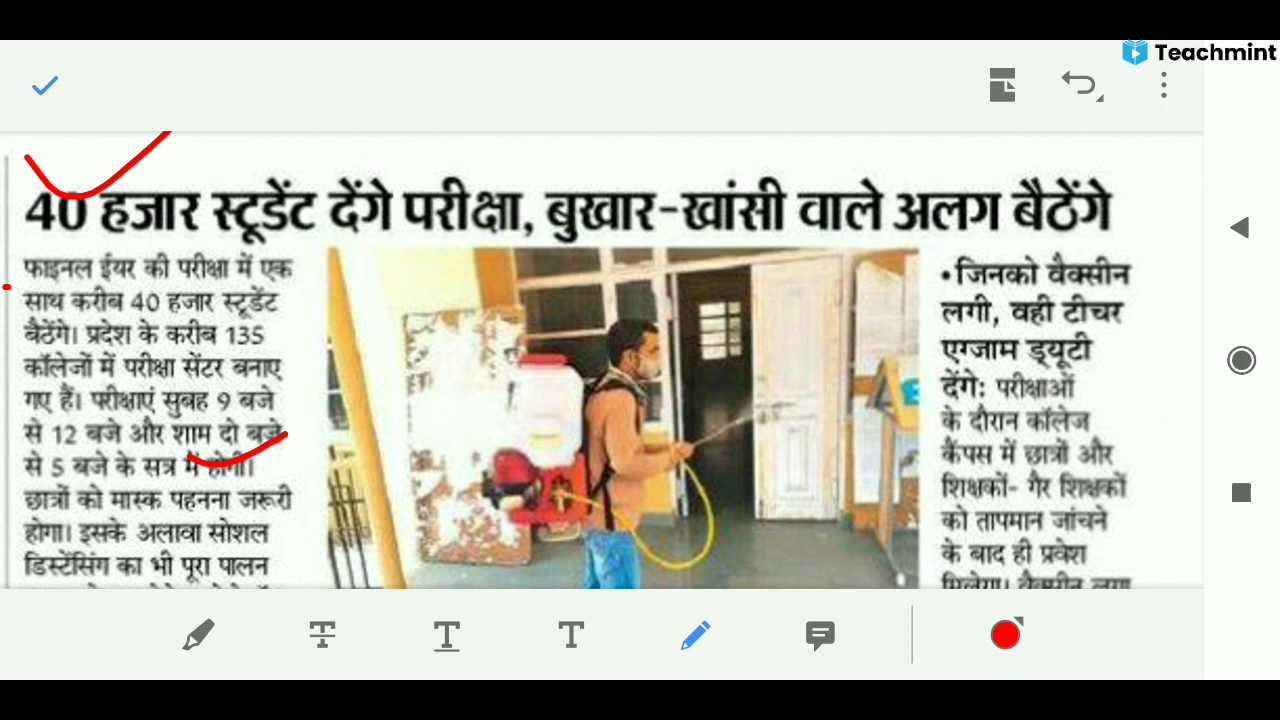 Teachmint
40 हजार स्टूडेंट देंगे परीक्षा, बुखार-खांसी वाले अलग बैठेंगे
फाइनल ईयर की परीक्षा में एक
साथ करीब 40 हजार स्टूडेंट
बैठेंगे। प्रदेश के करीब 135
कॉलेजों में परीक्षा सेंटर बनाए
गए हैं। परीक्षाएं सुबह 9 बजे
से 12 बजे और शाम दो बजे
से 5 बजे के सत्र में होगी।
छात्रों को मास्क पहनना जरूरी
होगा। इसके अलावा सोशल
डिस्टेंसिंग का भी पूरा पालन
•जिनको वैक्सीन
लगी, वही टीचर
एग्जाम ड्यूटी
देंगे: परीक्षाओं
के दौरान कॉलेज
कैंपस में छात्रों और
शिक्षकों- गैर शिक्षकों
को तापमान जांचने
के बाद ही प्रवेश
मिलेगा। वैक्सीन लगा